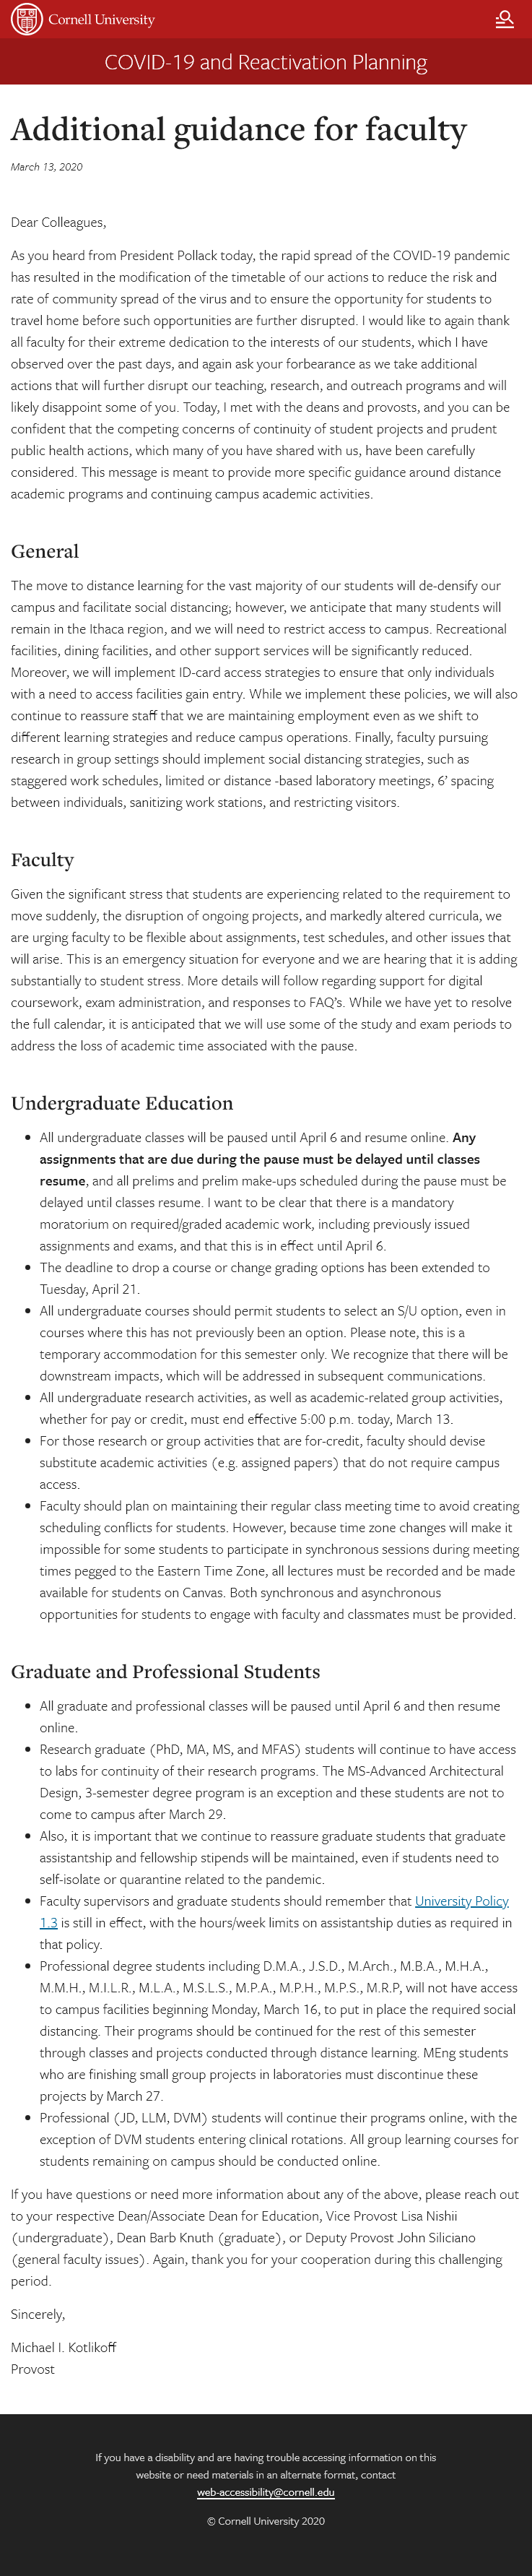 Cornell University
COVID-19 and Reactivation Planning
Additional guidance for faculty
March 13, 2020
Dear Colleagues,
As you heard from President Pollack today, the rapid spread of the COVID-19 pandemic
has resulted in the modification of the timetable of our actions to reduce the risk and
rate of community spread of the virus and to ensure the opportunity for students to
travel home before such opportunities are further disrupted. I would like to again thank
all faculty for their extreme dedication to the interests of our students, which I have
observed over the past days, and again ask your forbearance as we take additional
actions that will further disrupt our teaching, research, and outreach programs and will
likely disappoint some of you. Today, I met with the deans and provosts, and you can be
confident that the competing concerns of continuity of student projects and prudent
public health actions, which many of you have shared with us, have been carefully
considered. This message is meant to provide more specific guidance around distance
academic programs and continuing campus academic activities.
General
The move to distance learning for the vast majority of our students will de-densify our
campus and facilitate social distancing; however, we anticipate that many students will
remain in the Ithaca region, and we will need to restrict access to campus. Recreational
facilities, dining facilities, and other support services will be significantly reduced.
Moreover, we will implement ID-card access strategies to ensure that only individuals
with a need to access facilities gain entry. While we implement these policies, we will also
continue to reassure staff that we are maintaining employment even as we shift to
different learning strategies and reduce campus operations. Finally, faculty pursuing
research in group settings should implement social distancing strategies, such as
staggered work schedules, limited or distance -based laboratory meetings, 6’ spacing
between individuals, sanitizing work stations, and restricting visitors.
Faculty
Given the significant stress that students are experiencing related to the requirement to
move suddenly, the disruption of ongoing projects, and markedly altered curricula, we
are urging faculty to be flexible about assignments, test schedules, and other issues that
will arise. This is an emergency situation for everyone and we are hearing that it is adding
substantially to student stress. More details will follow regarding support for digital
coursework, exam administration, and responses to FAQ’s. While we have yet to resolve
the full calendar, it is anticipated that we will use some of the study and exam periods to
address the loss of academic time associated with the pause.
Undergraduate Education
• All undergraduate classes will be paused until April 6 and resume online. Any
assignments that are due during the pause must be delayed until classes
resume, and all prelims and prelim make-ups scheduled during the pause must be
delayed until classes resume. I want to be clear that there is a mandatory
moratorium on required/graded academic work, including previously issued
assignments and exams, and that this is in effect until April 6.
• The deadline to drop a course or change grading options has been extended to
Tuesday, April 21.
• All undergraduate courses should permit students to select an S/U option, even in
courses where this has not previously been an option. Please note, this is a
temporary accommodation for this semester only. We recognize that there will be
downstream impacts, which will be addressed in subsequent communications.
• All undergraduate research activities, as well as academic-related group activities,
whether for pay or credit, must end effective 5:00 p.m. today, March 13.
• For those research or group activities that are for-credit, faculty should devise
substitute academic activities (e.g. assigned papers) that do not require campus
access.
• Faculty should plan on maintaining their regular class meeting time to avoid creating
scheduling conflicts for students. However, because time zone changes will make it
impossible for some students to participate in synchronous sessions during meeting
times pegged to the Eastern Time Zone, all lectures must be recorded and be made
available for students on Canvas. Both synchronous and asynchronous
opportunities for students to engage with faculty and classmates must be provided.
Graduate and Professional Students
• All graduate and professional classes will be paused until April 6 and then resume
online.
• Research graduate (PhD, MA, MS, and MFAS) students will continue to have access
to labs for continuity of their research programs. The MS-Advanced Architectural
Design, 3-semester degree program is an exception and these students are not to
come to campus after March 29.
• Also, it is important that we continue to reassure graduate students that graduate
assistantship and fellowship stipends will be maintained, even if students need to
self-isolate or quarantine related to the pandemic.
• Faculty supervisors and graduate students should remember that University Policy
1.3 is still in effect, with the hours/week limits on assistantship duties as required in
that policy.
• Professional degree students including D.M.A., J.S.D., M.Arch., M.B.A., M.H.A.,
M.M.H., M.I.L.R., M.L.A., M.S.L.S., M.P.A., M.P.H., M.P.S., M.R.P, will not have access
to campus facilities beginning Monday, March 16, to put in place the required social
distancing. Their programs should be continued for the rest of this semester
through classes and projects conducted through distance learning. MEng students
who are finishing small group projects in laboratories must discontinue these
projects by March 27.
• Professional (JD, LLM, DVM) students will continue their programs online, with the
exception of DVM students entering clinical rotations. All group learning courses for
students remaining on campus should be conducted online.
If you have questions or need more information about any of the above, please reach out
to your respective Dean/Associate Dean for Education, Vice Provost Lisa Nishii
(undergraduate), Dean Barb Knuth (graduate), or Deputy Provost John Siliciano
(general faculty issues). Again, thank you for your cooperation during this challenging
period.
Sincerely,
Michael I. Kotlikoff
Provost
If you have a disability and are having trouble accessing information on this
website or need materials in an alternate format, contact
web-accessibility@cornell.edu
© Cornell University 2020